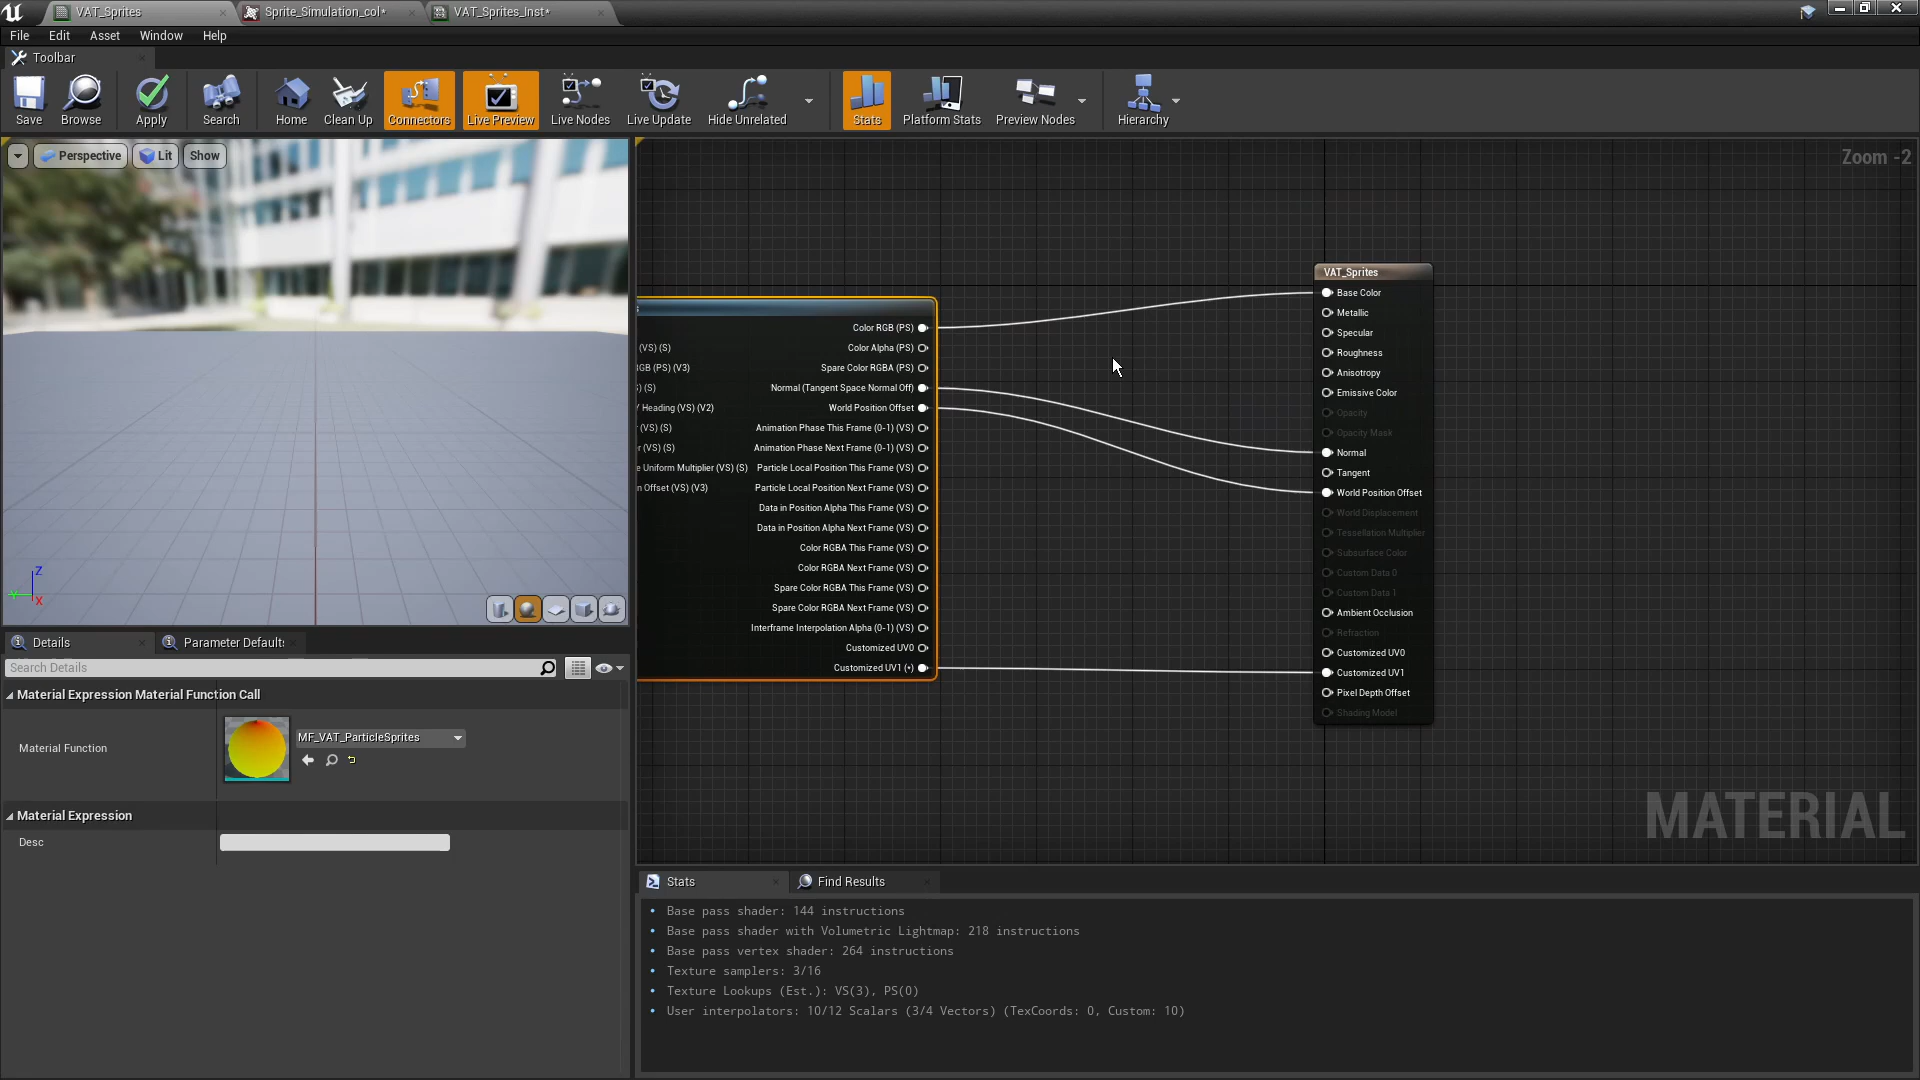 VAT_Sprites
Sprite_Simulation_col*
VAT_Sprites_Inst*
File Edit Asset Window Help
Toolbar
Save
Browse
Apply
Search
Home
Clean Up
Connectors
Live Preview
Live Nodes
Live Update
Hide Unrelated
Stats
Platform Stats
Preview Nodes
Hierarchy
Perspective
Lit
Show
Zoom -2
Z
Y
X
s
(VS) (S)
GB (PS) (V3)
) (S)
/ Heading (VS) (V2)
(VS) (S)
r (VS) (S)
e Uniform Multiplier (VS) (S)
n Offset (VS) (V3)
Color RGB (PS)
Color Alpha (PS)
Spare Color RGBA (PS)
Normal (Tangent Space Normal Off)
World Position Offset
Animation Phase This Frame (0-1) (VS)
Animation Phase Next Frame (0-1) (VS)
Particle Local Position This Frame (VS)
Particle Local Position Next Frame (VS)
Data in Position Alpha This Frame (VS)
Data in Position Alpha Next Frame (VS)
Color RGBA This Frame (VS)
Color RGBA Next Frame (VS)
Spare Color RGBA This Frame (VS)
Spare Color RGBA Next Frame (VS)
Interframe Interpolation Alpha (0-1) (VS)
Customized UV0
Customized UV1 (•)
VAT_Sprites
Base Color
Metallic
Specular
Roughness
Anisotropy
Emissive Color
Opacity
Opacity Mask
Normal
Tangent
World Position Offset
World Displacement
Tessellation Multiplier
Subsurface Color
Custom Data 0
Custom Data 1
Ambient Occlusion
Refraction
Customized UV0
Customized UV1
Pixel Depth Offset
Shading Model
MATERIAL
Details
Parameter Default
Search Details
Material Expression Material Function Call
Material Function
MF_VAT_ParticleSprites
Material Expression
Desc
Stats
Find Results
• Base pass shader: 144 instructions
• Base pass shader with Volumetric Lightmap: 218 instructions
• Base pass vertex shader: 264 instructions
• Texture samplers: 3/16
• Texture Lookups (Est.): VS(3), PS(0)
• User interpolators: 10/12 Scalars (3/4 Vectors) (TexCoords: 0, Custom: 10)